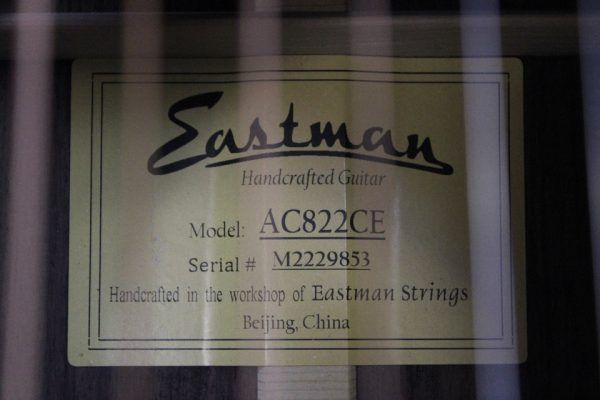 Eastman
Handcrafted Guitar
Model: AC822CE
Serial # M2229853
Handcrafted in the workshop of Eastman Strings
Beijing, China